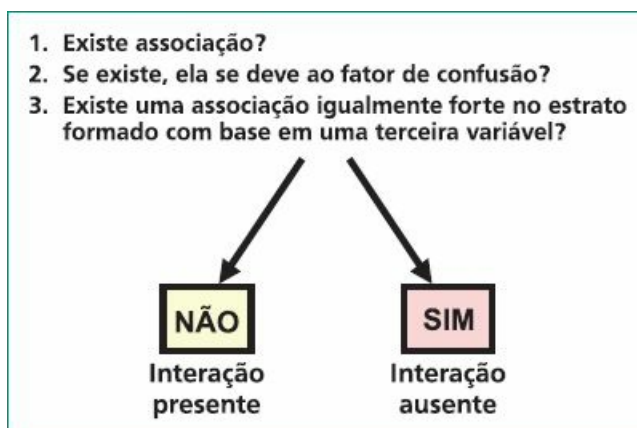 1. Existe associação?
2. Se existe, ela se deve ao fator de confusão?
3. Existe uma associação igualmente forte no estrato
formado com base em uma terceira variável?
NÃO
SIM
Interação
presente
Interação
ausente